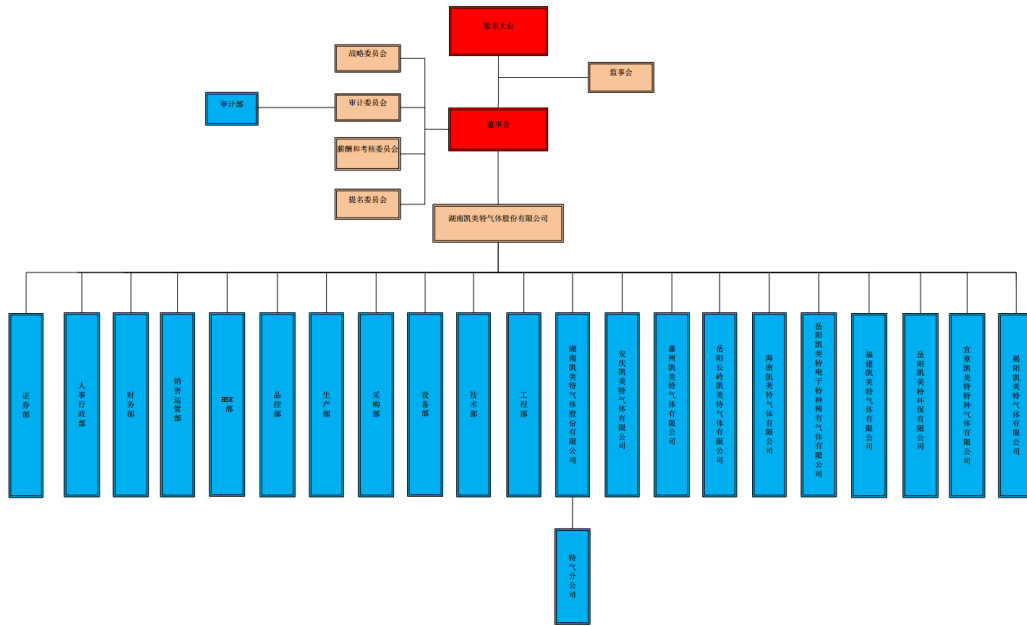 股东大会
战略委员会
监事会
审计部
审计委员会
董事会
薪酬和考核委员会
提名委员会
湖南凯美特气体股份有限公司
证券部
人事行政部
财务部
销售运管部
品控部
生产部
采购部
设备部
技术部
工程部
湖南凯美特气体股份有限公司
安庆凯美特气体有限公司
惠州凯美特气体有限公司
岳阳长岭凯美特气体有限公司
海南凯美特气体有限公司
岳阳凯美特电子特种稀有气体有限公司
福建凯美特气体有限公司
岳阳凯美特环保有限公司
宜章凯美特特种气体有限公司
揭阳凯美特气体有限公司
特气分公司